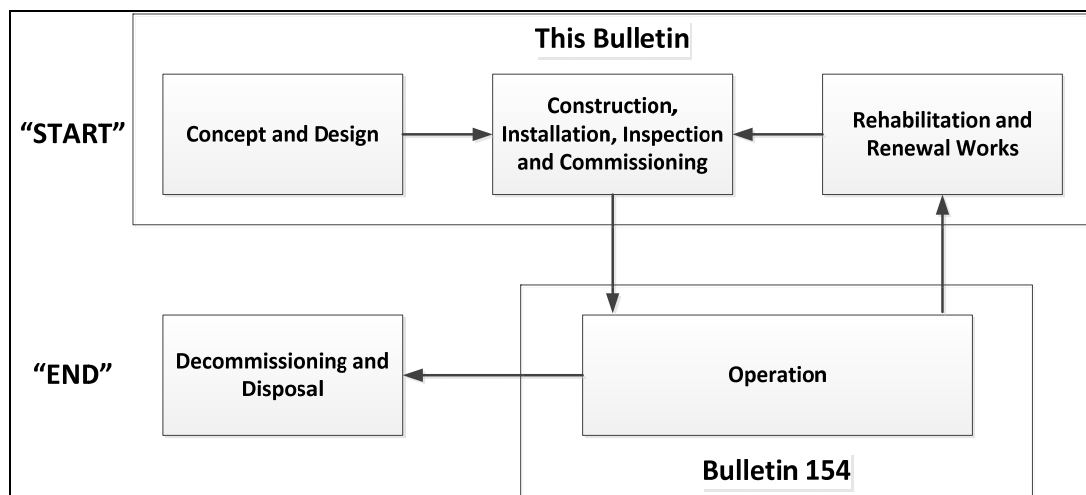 This Bulletin
“START”
Concept and Design
Construction,
Installation, Inspection
and Commissioning
Rehabilitation and
Renewal Works
“END”
Decommissioning and
Disposal
Operation
Bulletin 154